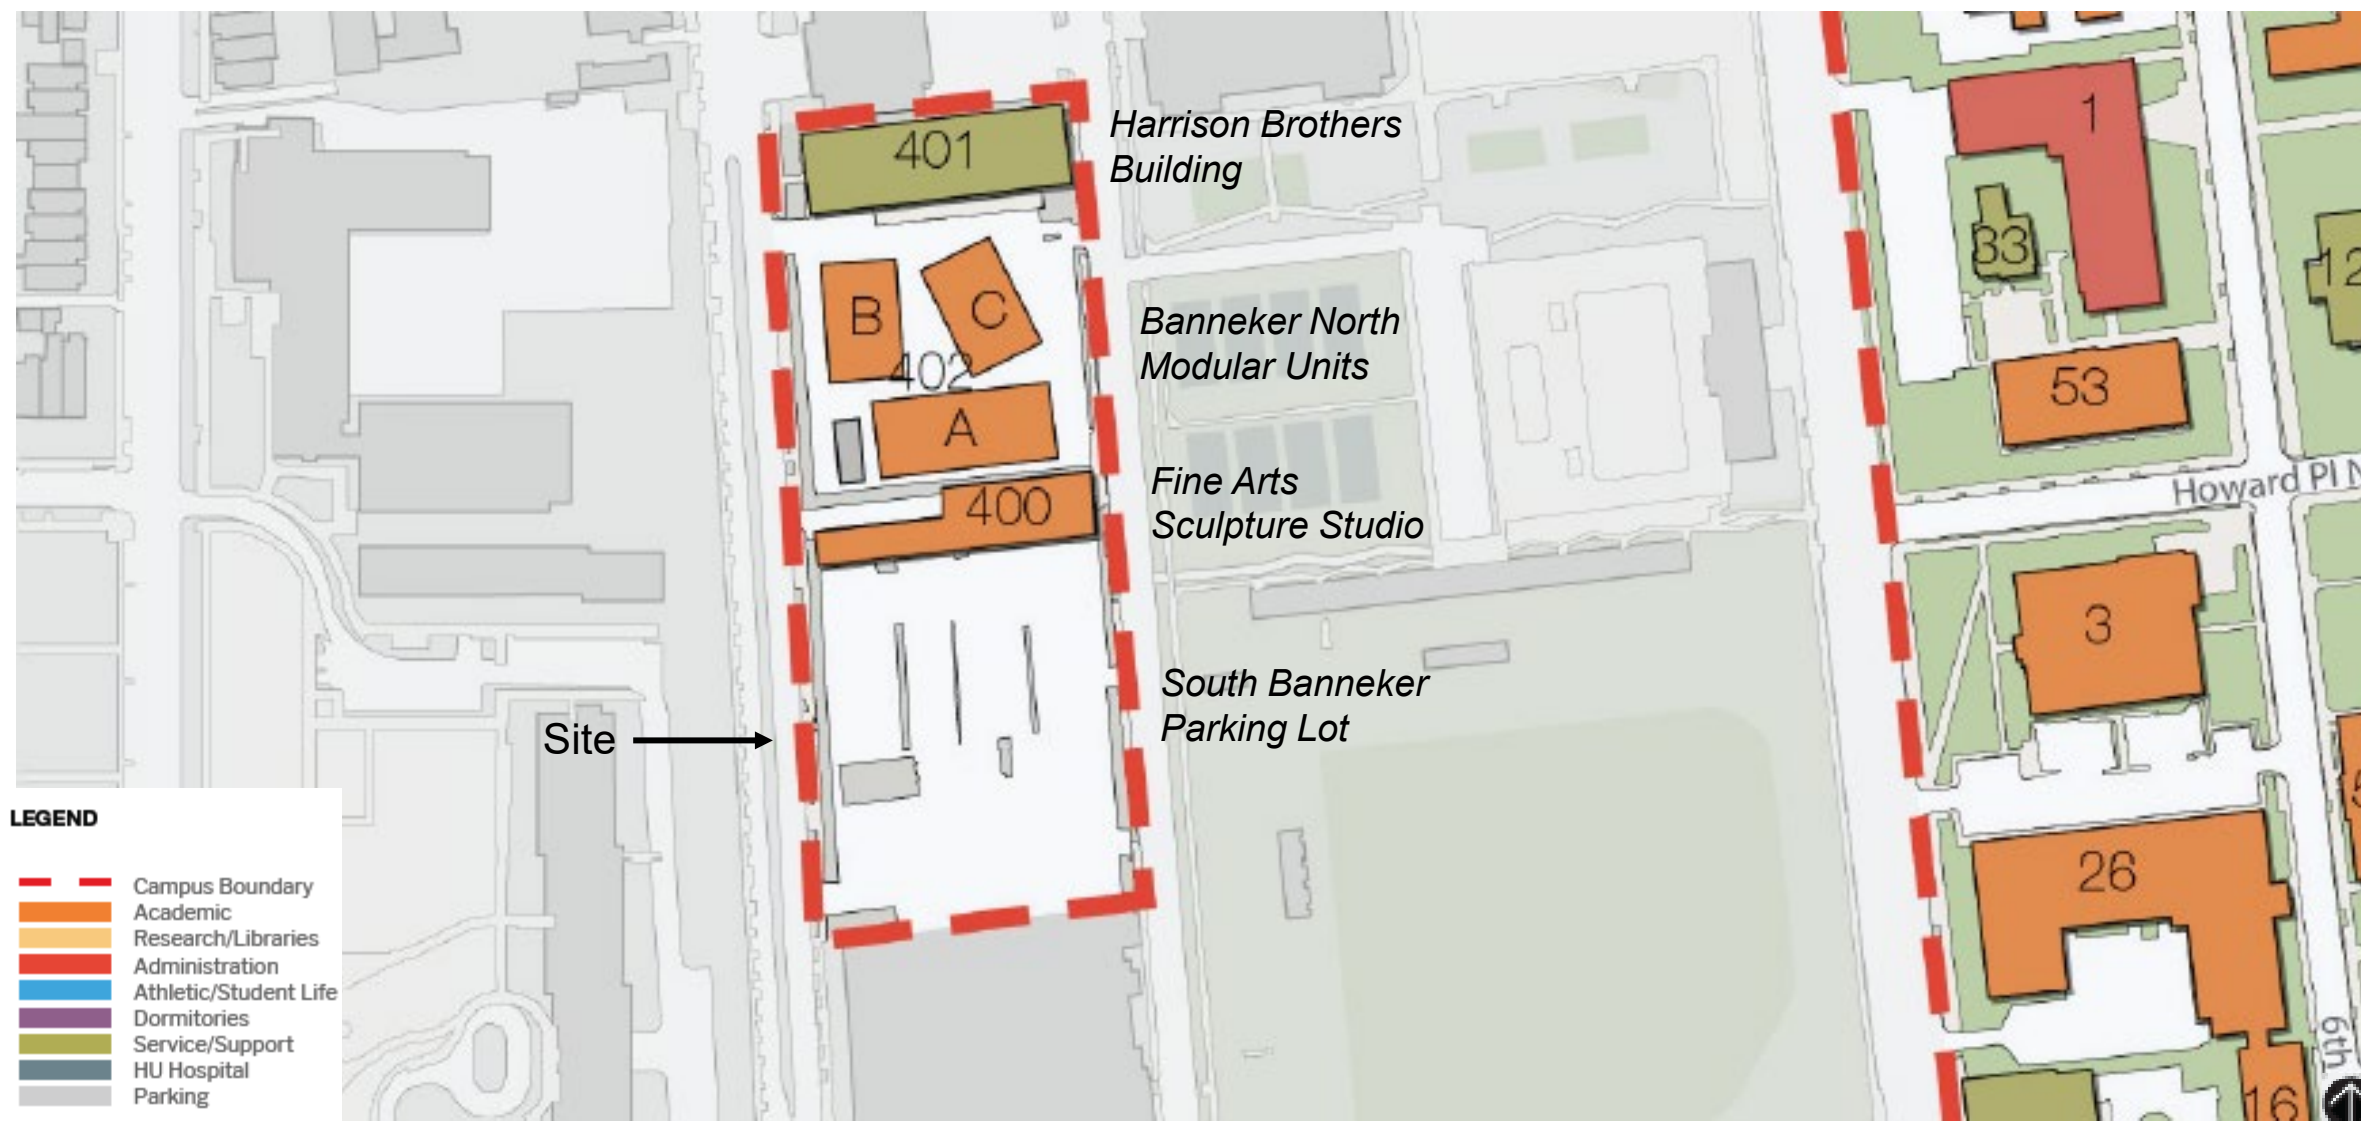 401
Harrison Brothers
Building
1
33
12
B
C
402
A
Banneker North
Modular Units
53
Howard Pl
400
Fine Arts
Sculpture Studio
3
South Banneker
Parking Lot
Site
26
6th
16
LEGEND
Campus Boundary
Academic
Research/Libraries
Administration
Athletic/Student Life
Dormitories
Service/Support
HU Hospital
Parking